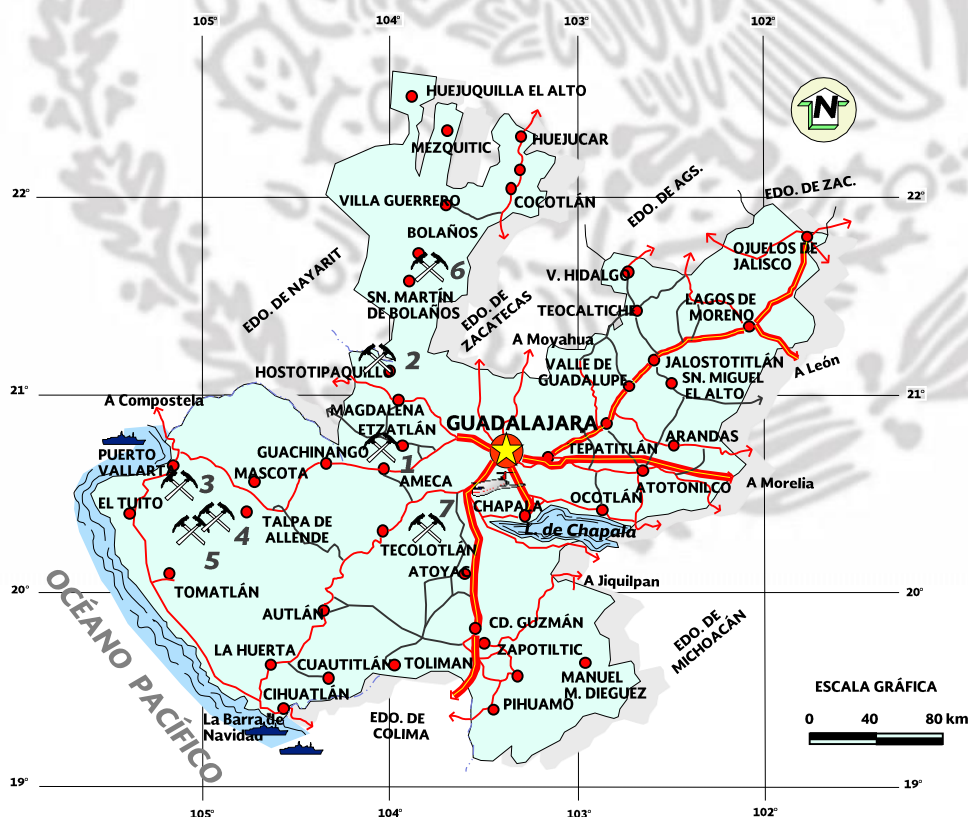 105°
104°
103°
102°
N
HUEJUQUILLA EL ALTO
MEZQUITIC
HUEJUCAR
22°
22°
VILLA GUERRERO
COCOTLÁN
EDO. DE AGS.
EDO. DE ZAC.
BOLAÑOS
6
SN. MARTÍN
DE BOLAÑOS
EDO. DE NAYARIT
EDO. DE
ZACATECAS
V. HIDALGO
OJUELOS DE
JALISCO
TEOCALTICHE
LAGOS DE
MORENO
A Moyahua
2
HOSTOTIPAQUILLO
VALLE DE
GUADALUPE
JALOSTOTITLÁN
SN. MIGUEL
EL ALTO
A León
21°
21°
A Compostela
MAGDALENA
ETZATLÁN
GUADALAJARA
1
TEPATITLÁN
ARANDAS
PUERTO
VALLARTA
GUACHINANGO
MASCOTA
AMECA
3
3
ATOTONILCO
A Morelia
EL TUITO
4
5
TALPA DE
ALLENDE
7
TECOLOTLÁN
CHAPALA
OCOTLÁN
L. de Chapala
ATOYA
A Jiquilpan
20°
20°
TOMATLÁN
AUTLÁN
CD. GUZMÁN
ZAPOTILTIC
EDO. DE
MICHOACÁN
OCÉANO PACÍFICO
LA HUERTA
CUAUTITLÁN
TOLIMAN
MANUEL
M. DIEGUEZ
CIHUATLÁN
PIHUAMO
La Barra de
Navidad
EDO. DE
COLIMA
ESCALA GRÁFICA
0 40 80 km
19°
19°
105°
104°
103°
102°